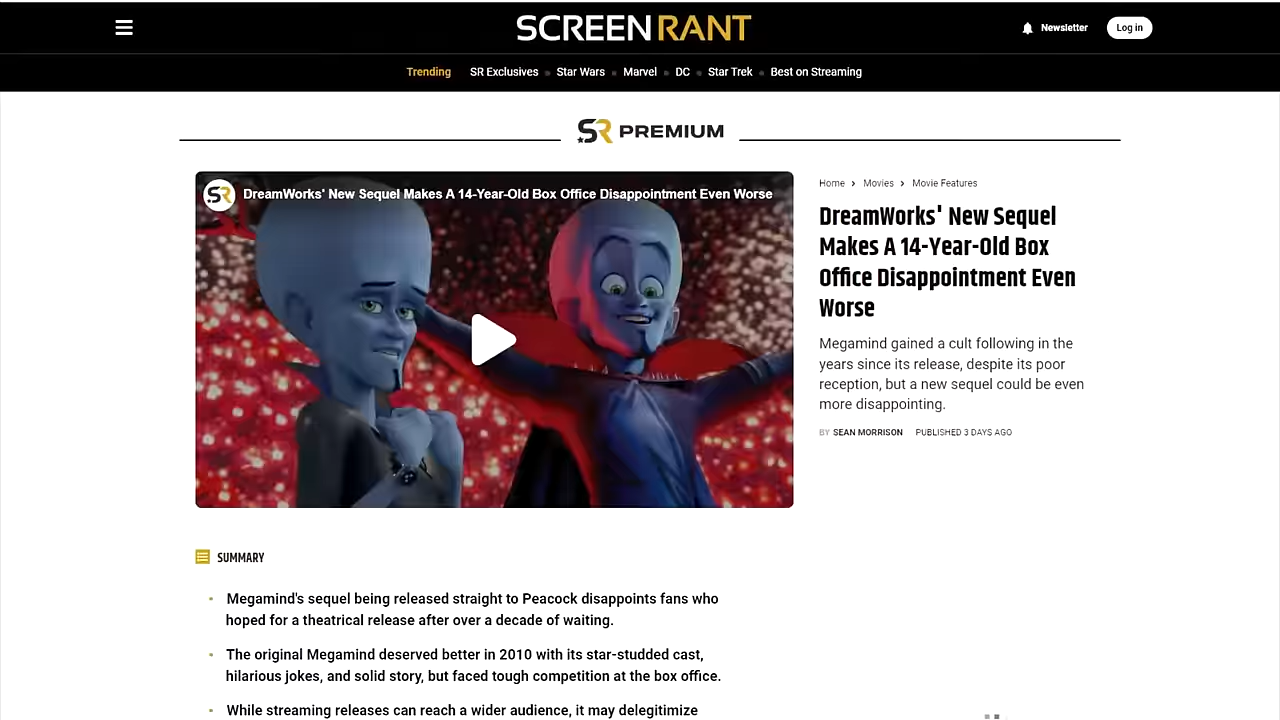 SCREENRANT
Newsletter
Log in
Trending
SR Exclusives
Star Wars
Marvel
DC
Star Trek
Best on Streaming
SR PREMIUM
SR
DreamWorks' New Sequel Makes A 14-Year-Old Box Office Disappointment Even Worse
Home > Movies > Movie Features
DreamWorks' New Sequel
Makes A 14-Year-Old Box
Office Disappointment Even
Worse
Megamind gained a cult following in the
years since its release, despite its poor
reception, but a new sequel could be even
more disappointing.
BY SEAN MORRISON PUBLISHED 3 DAYS AGO
SUMMARY
Megamind's sequel being released straight to Peacock disappoints fans who
hoped for a theatrical release after over a decade of waiting.
The original Megamind deserved better in 2010 with its star-studded cast,
hilarious jokes, and solid story, but faced tough competition at the box office.
While streaming releases can reach a wider audience, it may delegitimize